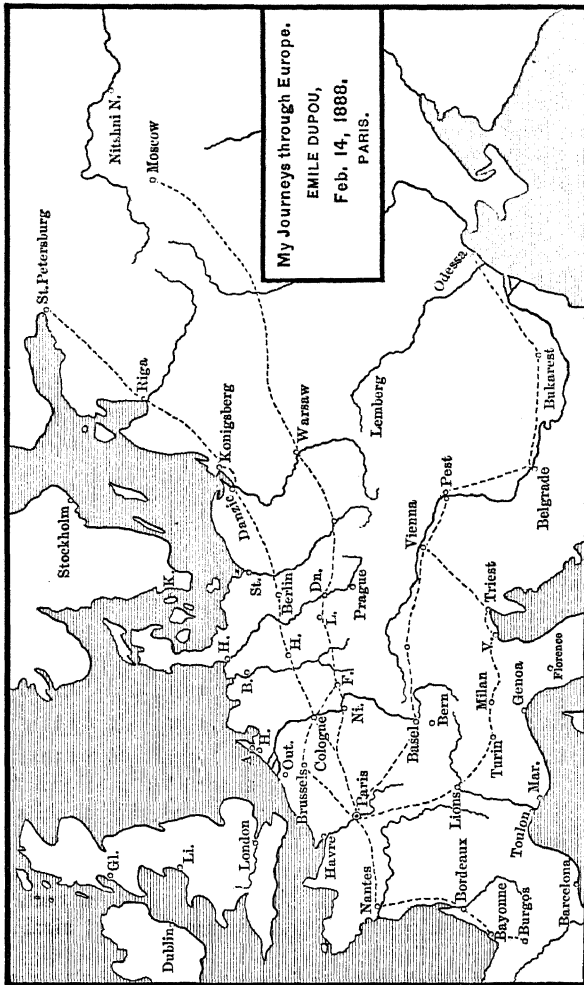 My Journeys through Europe.
EMILE DUPOU,
Feb. 14, 1888.
PARIS.
St. Petersburg
Nitshni N.
Moscow
Stockholm
Riga
Konigsberg
Danzic
Warsaw
Lemberg
Odessa
K.
H.
St.
Berlin
B.
H.
A.
H.
Out.
Dn.
L.
Prague
Cologne
F.
Ni.
Brussels
Gl.
Li.
Dublin
London
Havre
Paris
Nantes
Vienna
Pest
Belgrade
Bukarest
Basel
Bern
Triest
V.
Milan
Turin
Genoa
Florence
Lions
Mar.
Toulon
Bordeaux
Bayonne
Burgos
Barcelona